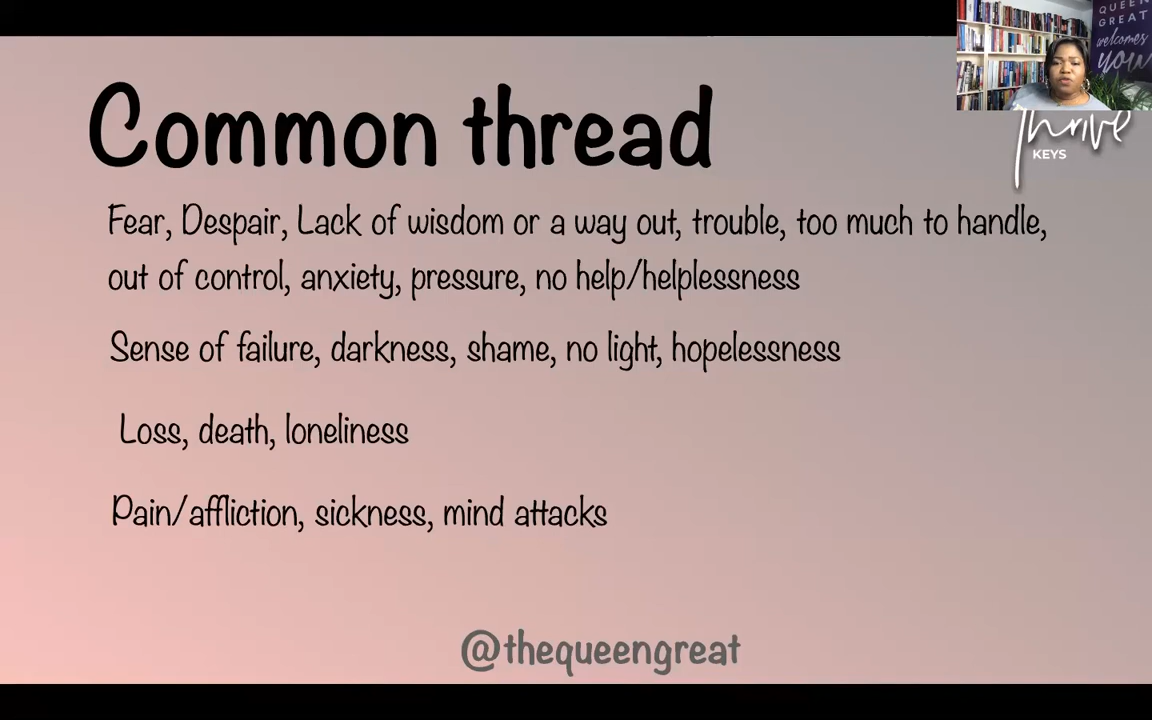 QUEEN
GREAT
welcomes
YOU
Thrive
KEYS
Common thread
Fear, Despair, Lack of wisdom or a way out, trouble, too much to handle,
out of control, anxiety, pressure, no help/helplessness
Sense of failure, darkness, shame, no light, hopelessness
Loss, death, loneliness
Pain/affliction, sickness, mind attacks
@thequeengreat